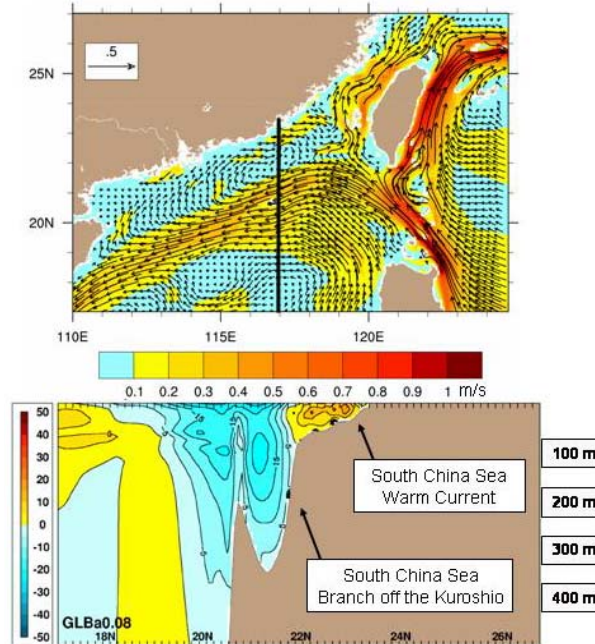 .5
25N
20N
110E 115E 120E
0.1 0.2 0.3 0.4 0.5 0.6 0.7 0.8 0.9 1 m/s
50
40
30
20
10
0
-10
-20
-30
-40
-50
South China Sea
Warm Current
South China Sea
Branch off the Kuroshio
100 m
200 m
300 m
400 m
GLBa0.08
18N 20N 22N 24N 26N